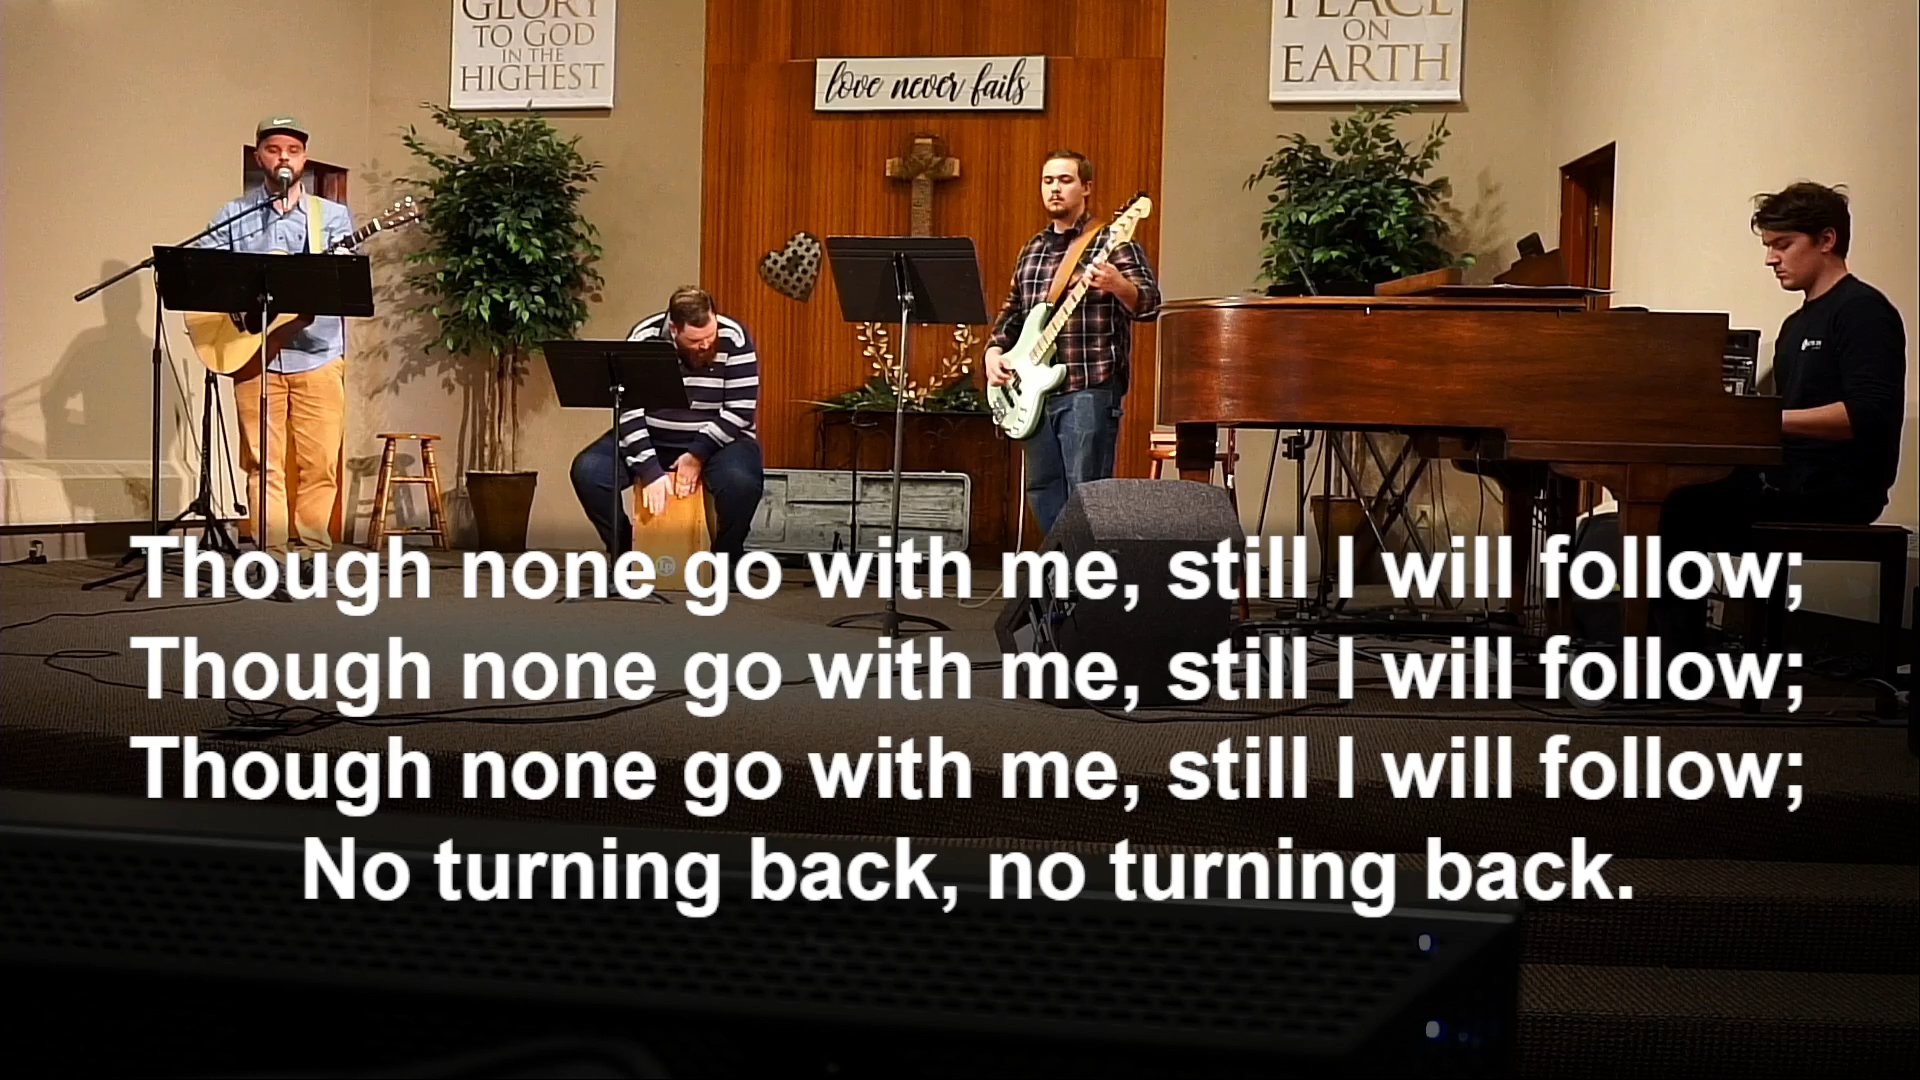 GLORY
TO GOD
IN THE
HIGHEST
love never fails
PEACE
ON
EARTH
Though none go with me, still I will follow;
Though none go with me, still I will follow;
Though none go with me, still I will follow;
No turning back, no turning back.
LP